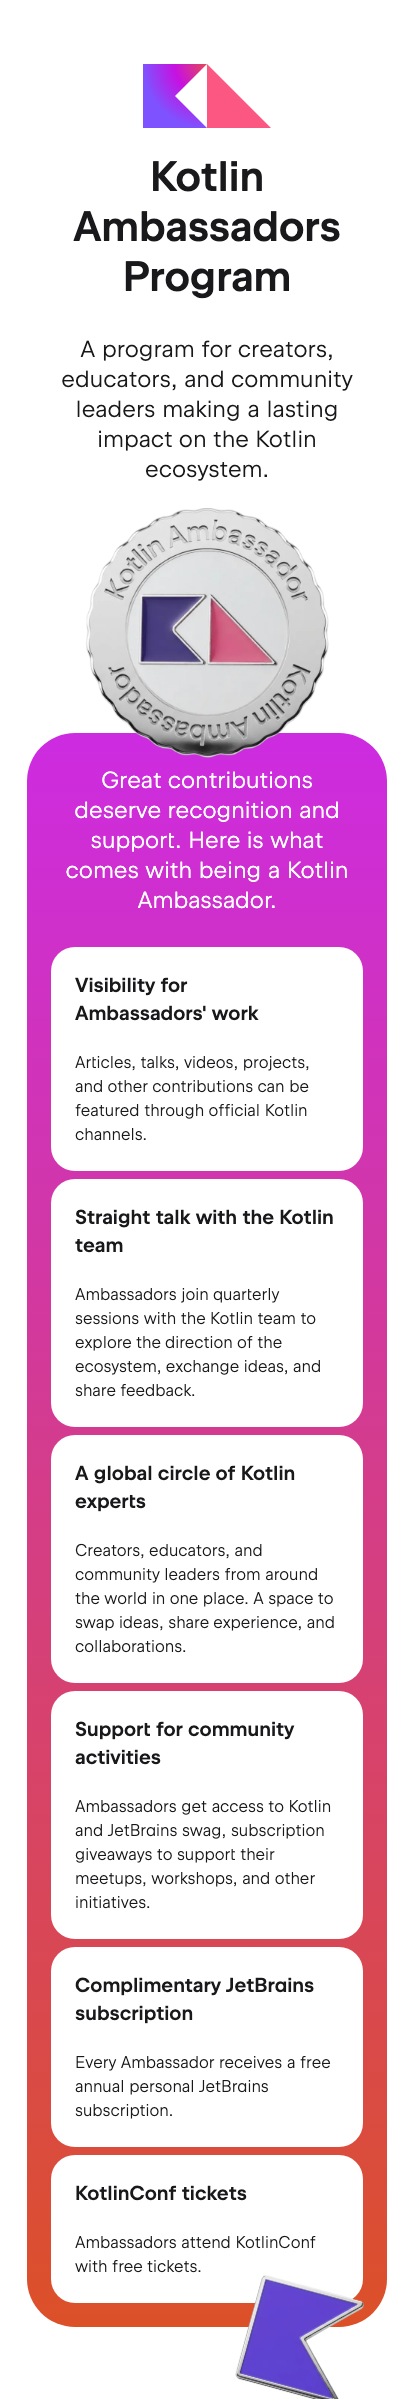 Kotlin
Ambassadors
Program
A program for creators,
educators, and community
leaders making a lasting
impact on the Kotlin
ecosystem.
Kotlin Ambassador
Kotlin Ambassador
Great contributions
deserve recognition and
support. Here is what
comes with being a Kotlin
Ambassador.
Visibility for
Ambassadors' work
Articles, talks, videos, projects,
and other contributions can be
featured through official Kotlin
channels.
Straight talk with the Kotlin
team
Ambassadors join quarterly
sessions with the Kotlin team to
explore the direction of the
ecosystem, exchange ideas, and
share feedback.
A global circle of Kotlin
experts
Creators, educators, and
community leaders from around
the world in one place. A space to
swap ideas, share experience, and
collaborations.
Support for community
activities
Ambassadors get access to Kotlin
and JetBrains swag, subscription
giveaways to support their
meetups, workshops, and other
initiatives.
Complimentary JetBrains
subscription
Every Ambassador receives a free
annual personal JetBrains
subscription.
KotlinConf tickets
Ambassadors attend KotlinConf
with free tickets.